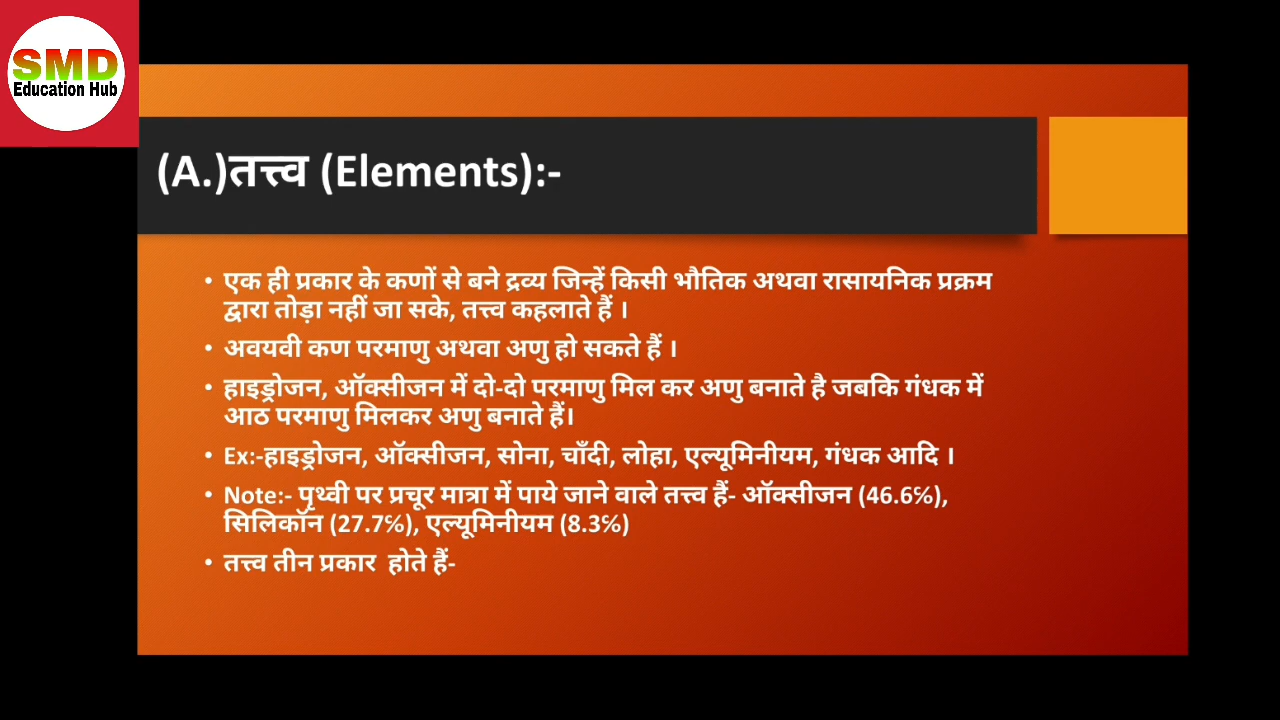 SMD
Education Hub
(A.)तत्त्व (Elements):-
• एक ही प्रकार के कणों से बने द्रव्य जिन्हें किसी भौतिक अथवा रासायनिक प्रक्रम
द्वारा तोड़ा नहीं जा सके, तत्त्व कहलाते हैं ।
• अवयवी कण परमाणु अथवा अणु हो सकते हैं ।
• हाइड्रोजन, ऑक्सीजन में दो-दो परमाणु मिल कर अणु बनाते है जबकि गंधक में
आठ परमाणु मिलकर अणु बनाते हैं।
• Ex:-हाइड्रोजन, ऑक्सीजन, सोना, चाँदी, लोहा, एल्यूमिनीयम, गंधक आदि ।
• Note:- पृथ्वी पर प्रचूर मात्रा में पाये जाने वाले तत्त्व हैं- ऑक्सीजन (46.6%),
सिलिकॉन (27.7%), एल्यूमिनीयम (8.3%)
• तत्त्व तीन प्रकार होते हैं-